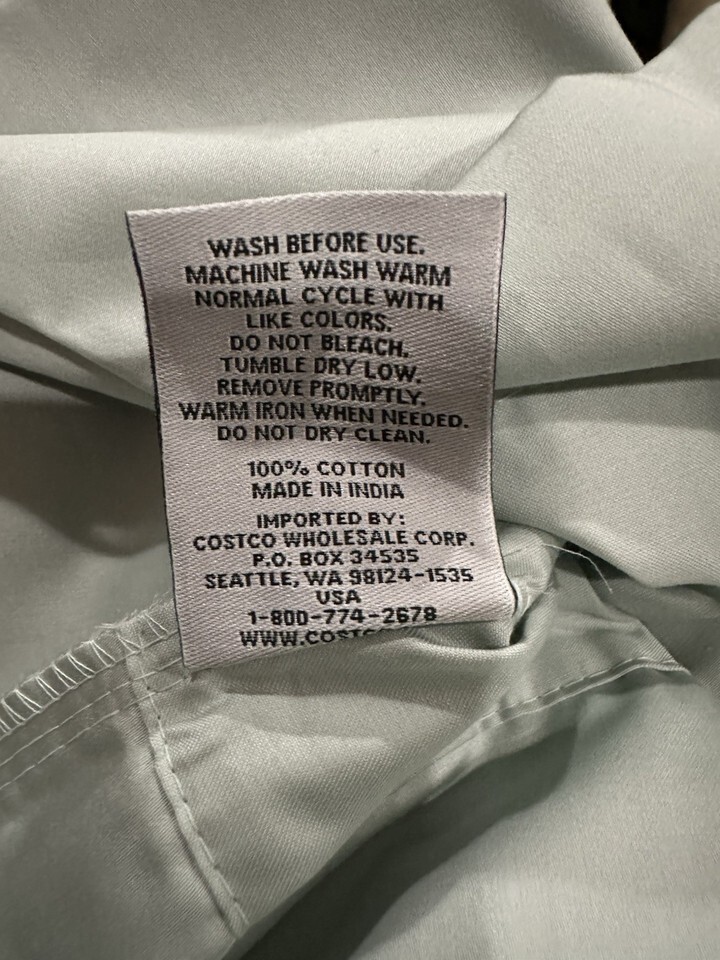 WASH BEFORE USE.
MACHINE WASH WARM
NORMAL CYCLE WITH
LIKE COLORS.
DO NOT BLEACH.
TUMBLE DRY LOW.
REMOVE PROMPTLY.
WARM IRON WHEN NEEDED.
DO NOT DRY CLEAN.
100% COTTON
MADE IN INDIA
IMPORTED BY:
COSTCO WHOLESALE CORP.
P.O. BOX 34535
SEATTLE, WA 98124-1535
USA
1-800-774-2678